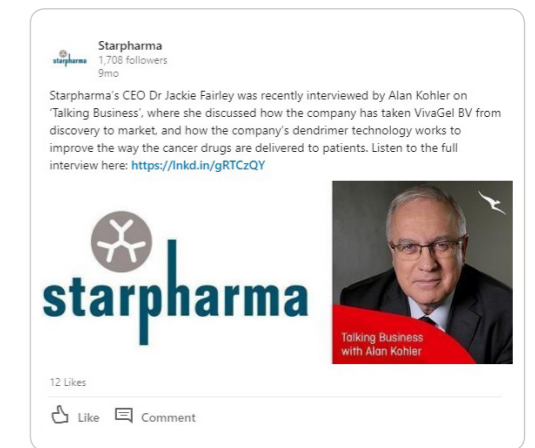 Starpharma
starpharma
1,708 followers
9mo
Starpharma's CEO Dr Jackie Fairley was recently interviewed by Alan Kohler on
'Talking Business', where she discussed how the company has taken VivaGel BV from
discovery to market, and how the company's dendrimer technology works to
improve the way the cancer drugs are delivered to patients. Listen to the full
interview here: https://lnkd.in/gRTCzQY
starpharma
Talking Business
with Alan Kohler
12 Likes
Like Comment